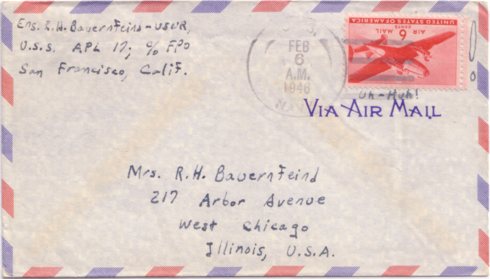 Ens. R.H. Bauernfeind - USNR,
U.S.S. APL 17, % FPO
San Francisco, Calif.
FEB
6
A.M.
1946
UNITED STATES OF AMERICA
6 CENTS
AIR MAIL
Uh-Huh!
VIA AIR MAIL
Mrs. R.H. Bauernfeind
217 Arbor Avenue
West Chicago
Illinois, U.S.A.